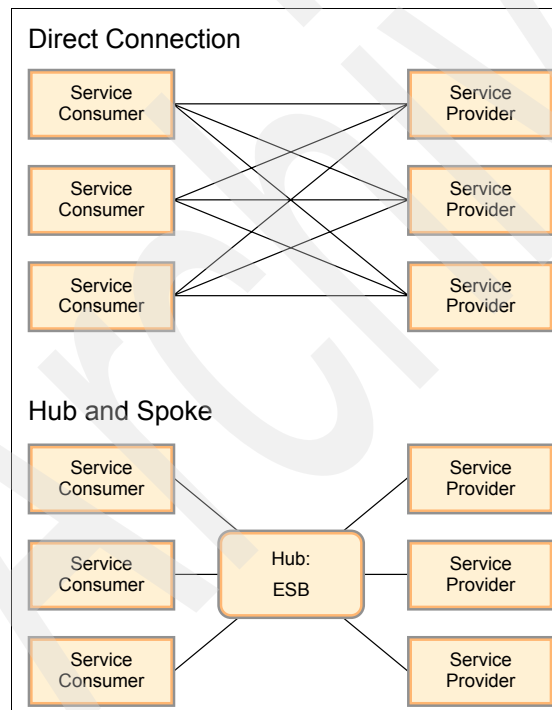 Direct Connection
Service
Consumer
Service
Provider
Service
Consumer
Service
Provider
Service
Consumer
Service
Provider
Hub and Spoke
Service
Consumer
Service
Provider
Hub:
ESB
Service
Consumer
Service
Provider
Service
Consumer
Service
Provider